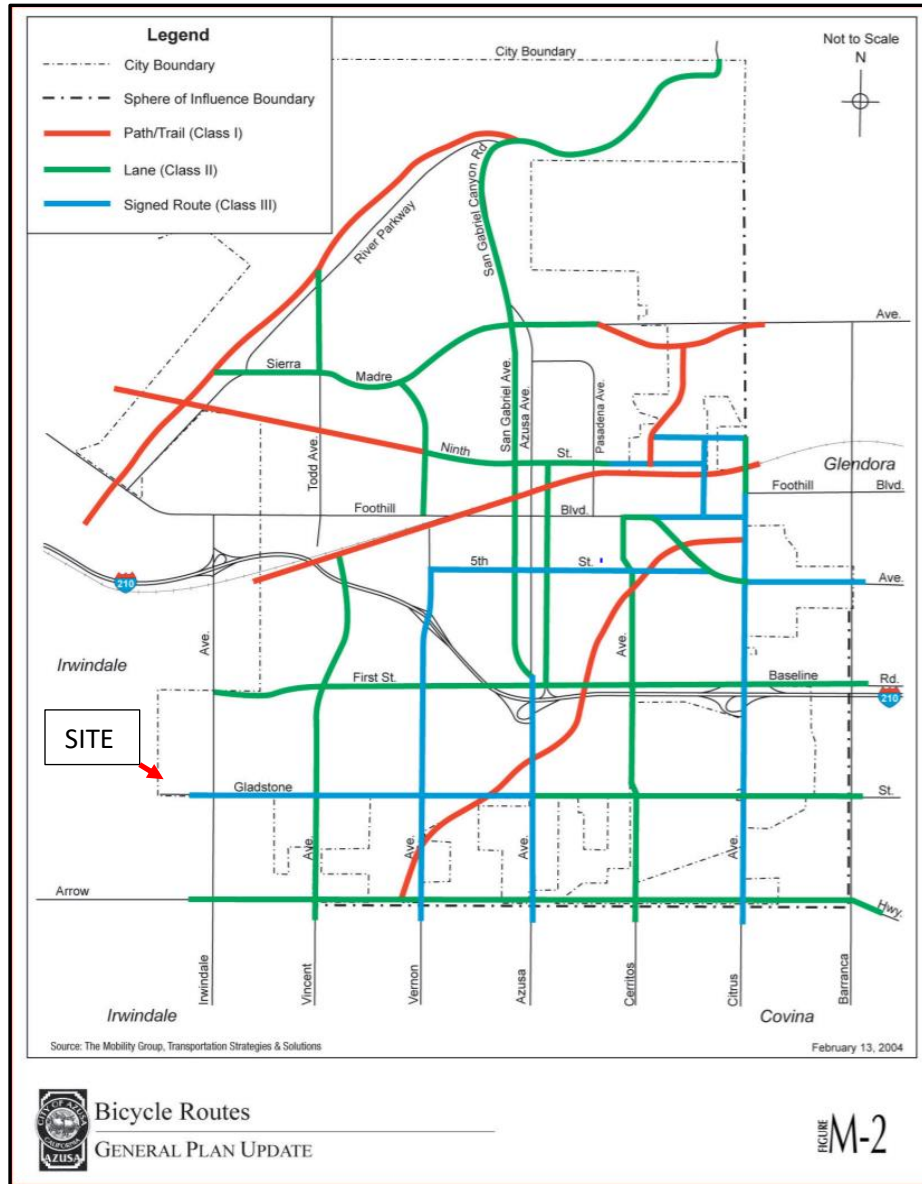 Legend
City Boundary
Sphere of Influence Boundary
Path/Trail (Class I)
Lane (Class II)
Signed Route (Class III)
City Boundary
Not to Scale
N
San Gabriel Canyon Rd
River Parkway
Ave.
Sierra
Madre
San Gabriel Ave.
Azusa Ave.
Pasadena Ave.
Todd Ave.
Ninth
St.
Glendora
Foothill
Blvd.
Foothill
Blvd.
210
5th
St.
Ave.
Ave.
Ave.
Irwindale
First St.
Baseline
Rd.
210
SITE
Gladstone
St.
Ave.
Ave.
Ave.
Ave.
Arrow
Hwy.
Irwindale
Vincent
Vernon
Azusa
Cerritos
Citrus
Barranca
Irwindale
Covina
Source: The Mobility Group, Transportation Strategies & Solutions
February 13, 2004
CITY OF AZUSA
CALIFORNIA
AZUSA
Bicycle Routes
GENERAL PLAN UPDATE
FIGURE
M-2